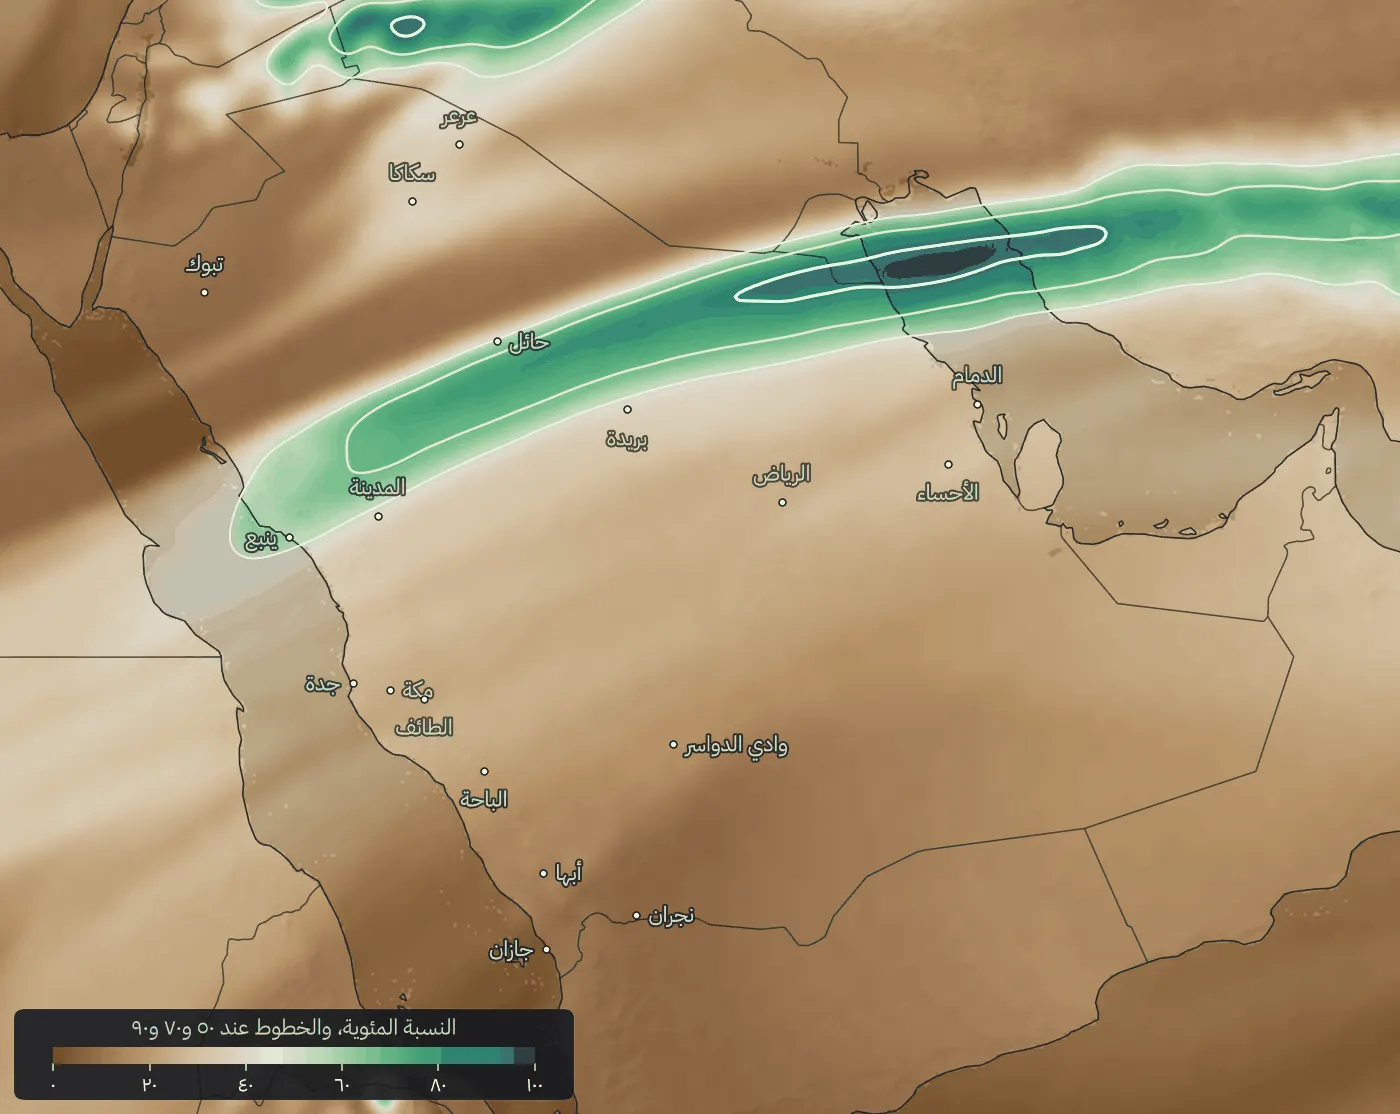 عرعر
سكاكا
تبوك
حائل
الدمام
بريدة
الرياض
الأحساء
المدينة
ينبع
جدة
مكة
الطائف
وادي الدواسر
الباحة
أبها
نجران
جازان
النسبة المئوية، والخطوط عند ٥٠ و٧٠ و٩٠
٠ ٢٠ ٤٠ ٦٠ ٨٠ ١٠٠